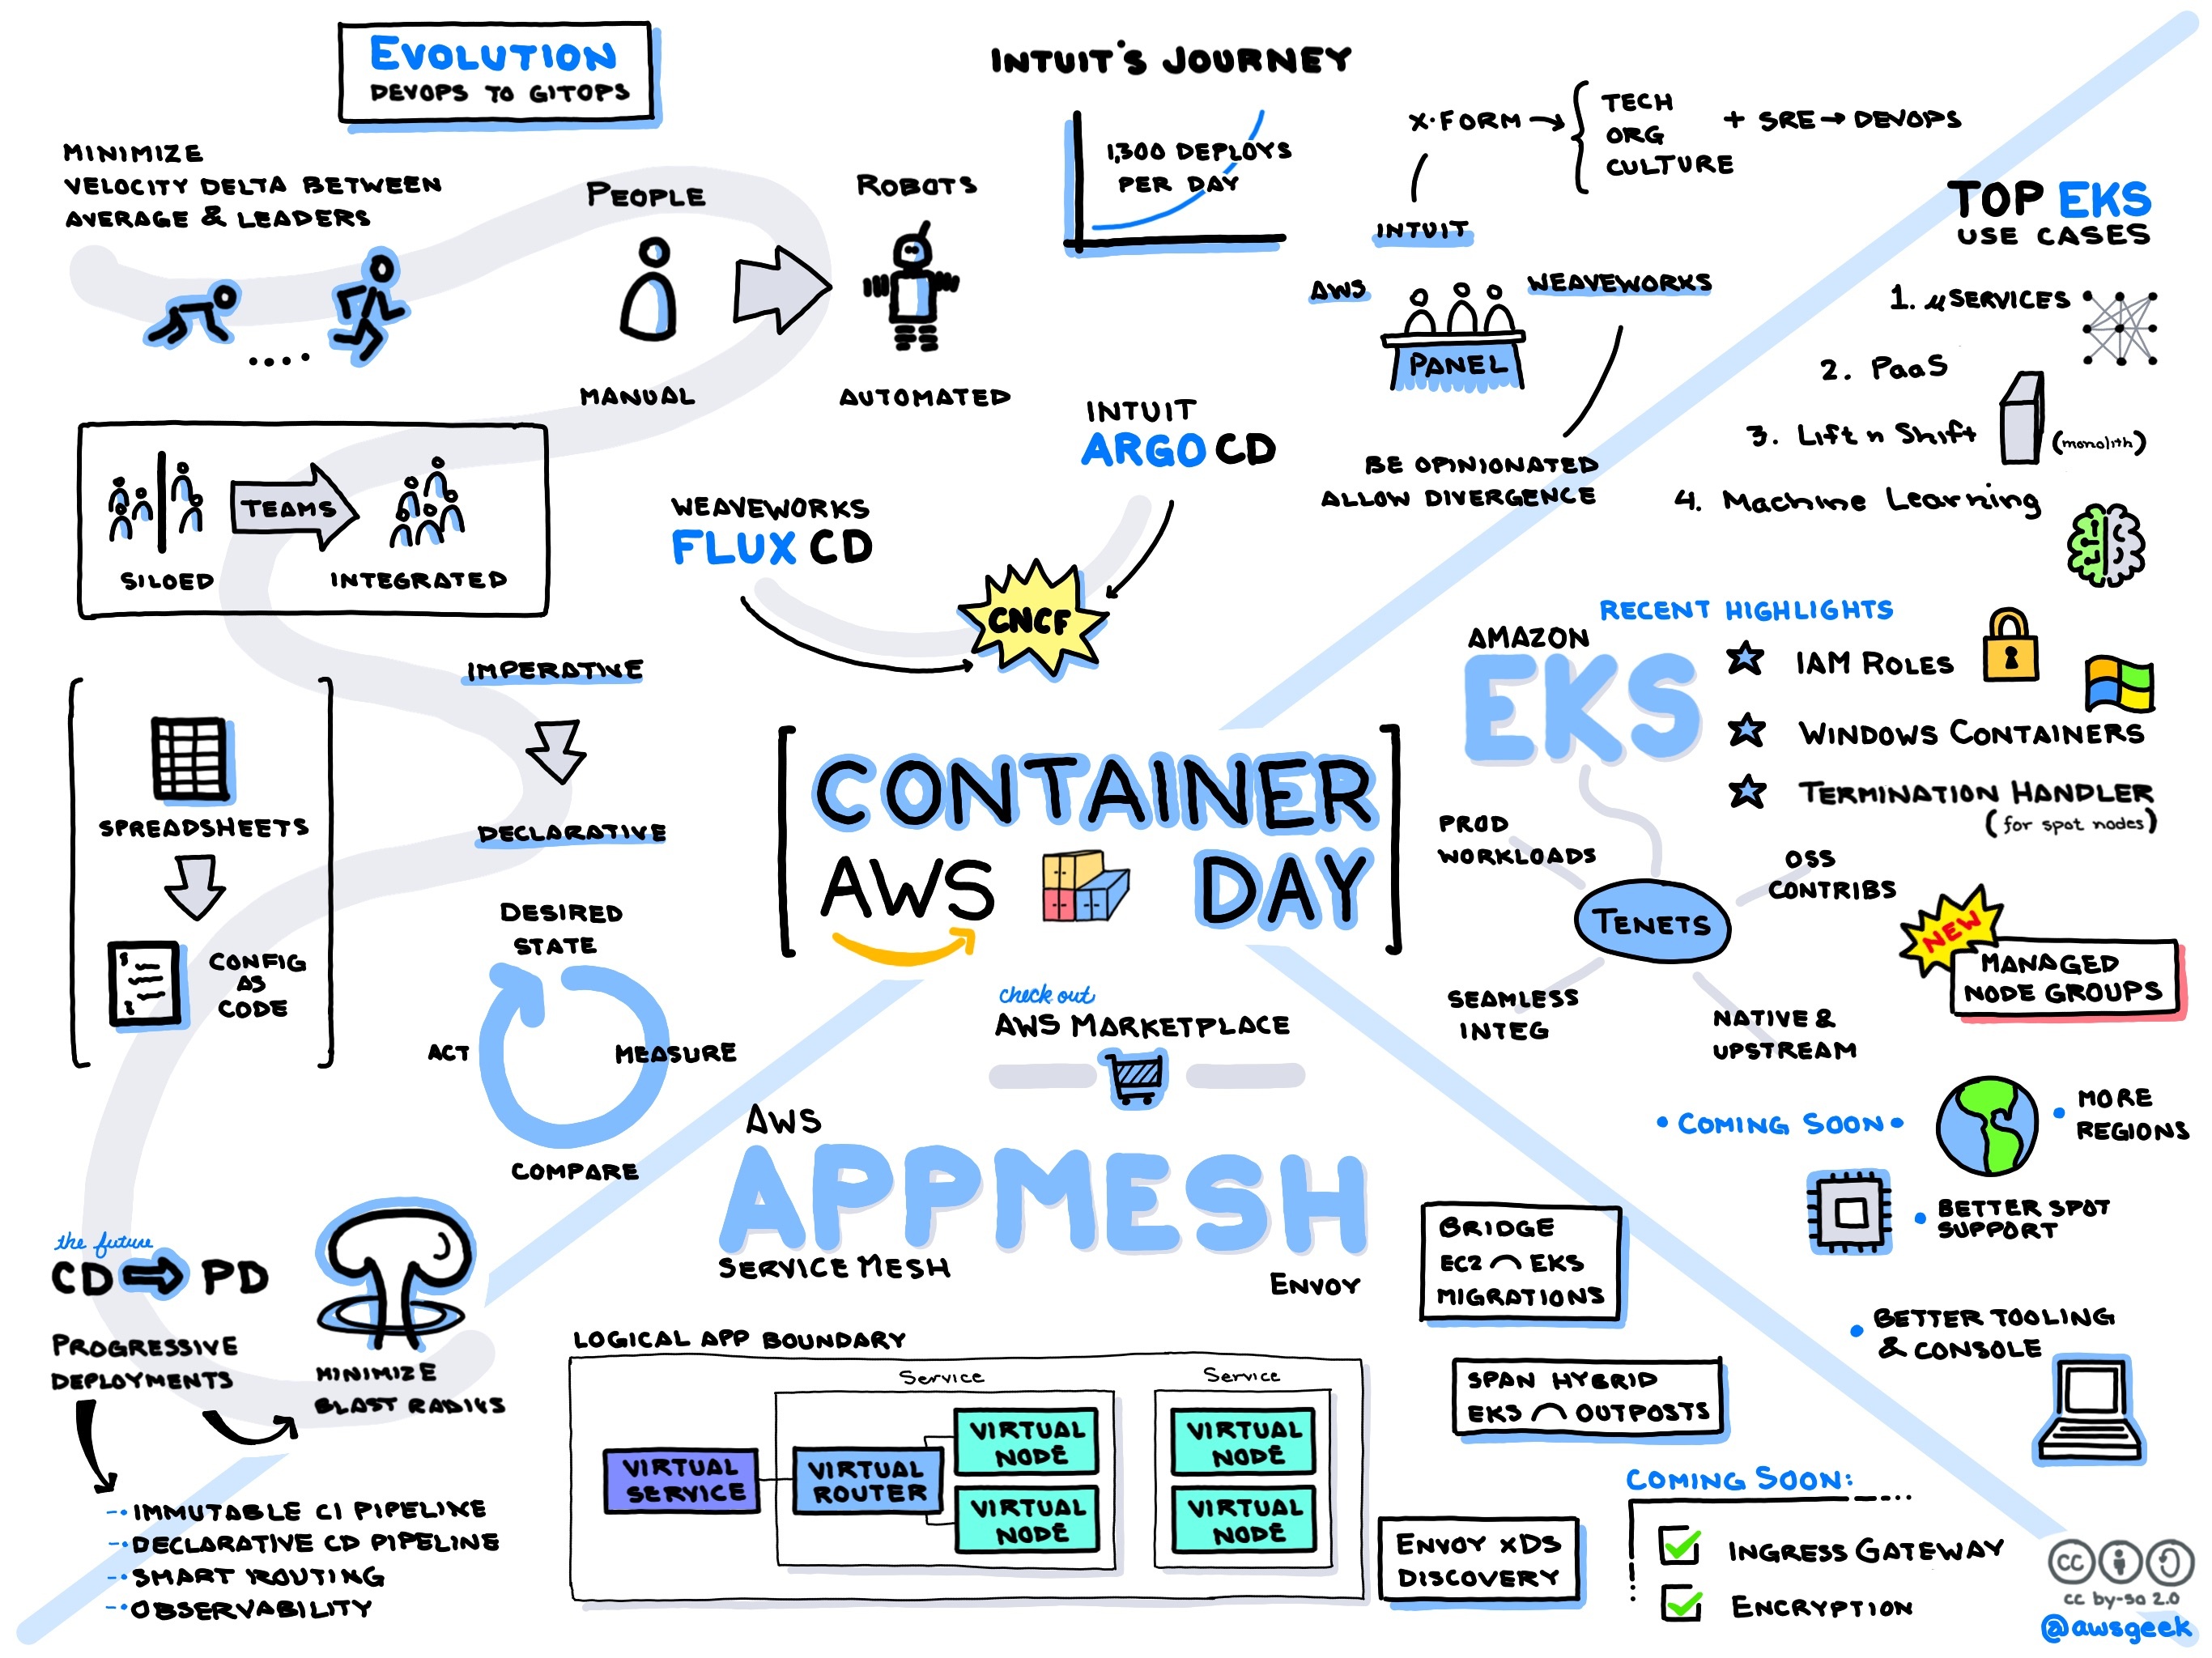 EVOLUTION
DEVOPS TO GITOPS
MINIMIZE
VELOCITY DELTA BETWEEN
AVERAGE & LEADERS
PEOPLE
MANUAL
ROBOTS
AUTOMATED
TEAMS
SILOED
INTEGRATED
SPREADSHEETS
CONFIG
AS
CODE
IMPERATIVE
DECLARATIVE
DESIRED
STATE
ACT
MEASURE
COMPARE
the future
CD PD
PROGRESSIVE
DEPLOYMENTS
MINIMIZE
BLAST RADIUS
IMMUTABLE CI PIPELINE
DECLARATIVE CD PIPELINE
SMART ROUTING
OBSERVABILITY
INTUIT'S JOURNEY
1,300 DEPLOYS
PER DAY
X·FORM
TECH
ORG
CULTURE
+ SRE → DEVOPS
INTUIT
AWS
WEAVEWORKS
PANEL
BE OPINIONATED
ALLOW DIVERGENCE
INTUIT
ARGO CD
WEAVEWORKS
FLUX CD
CNCF
CONTAINER
AWS DAY
check out
AWS MARKETPLACE
TOP EKS
USE CASES
1. μSERVICES
2. PaaS
3. Lift n Shift
(monolith)
4. Machine Learning
AMAZON
EKS
RECENT HIGHLIGHTS
IAM ROLES
WINDOWS CONTAINERS
TERMINATION HANDLER
(for spot nodes)
TENETS
PROD
WORKLOADS
OSS
CONTRIBS
SEAMLESS
INTEG
NATIVE &
UPSTREAM
NEW
MANAGED
NODE GROUPS
• COMING SOON •
• MORE
REGIONS
• BETTER SPOT
SUPPORT
• BETTER TOOLING
& CONSOLE
AWS
APPMESH
SERVICE MESH
ENVOY
LOGICAL APP BOUNDARY
Service
VIRTUAL
SERVICE
VIRTUAL
ROUTER
VIRTUAL
NODE
VIRTUAL
NODE
Service
VIRTUAL
NODE
VIRTUAL
NODE
BRIDGE
EC2 EKS
MIGRATIONS
SPAN HYBRID
EKS OUTPOSTS
ENVOY xDS
DISCOVERY
COMING SOON:
INGRESS GATEWAY
ENCRYPTION
cc
cc by-sa 2.0
@awsgeek